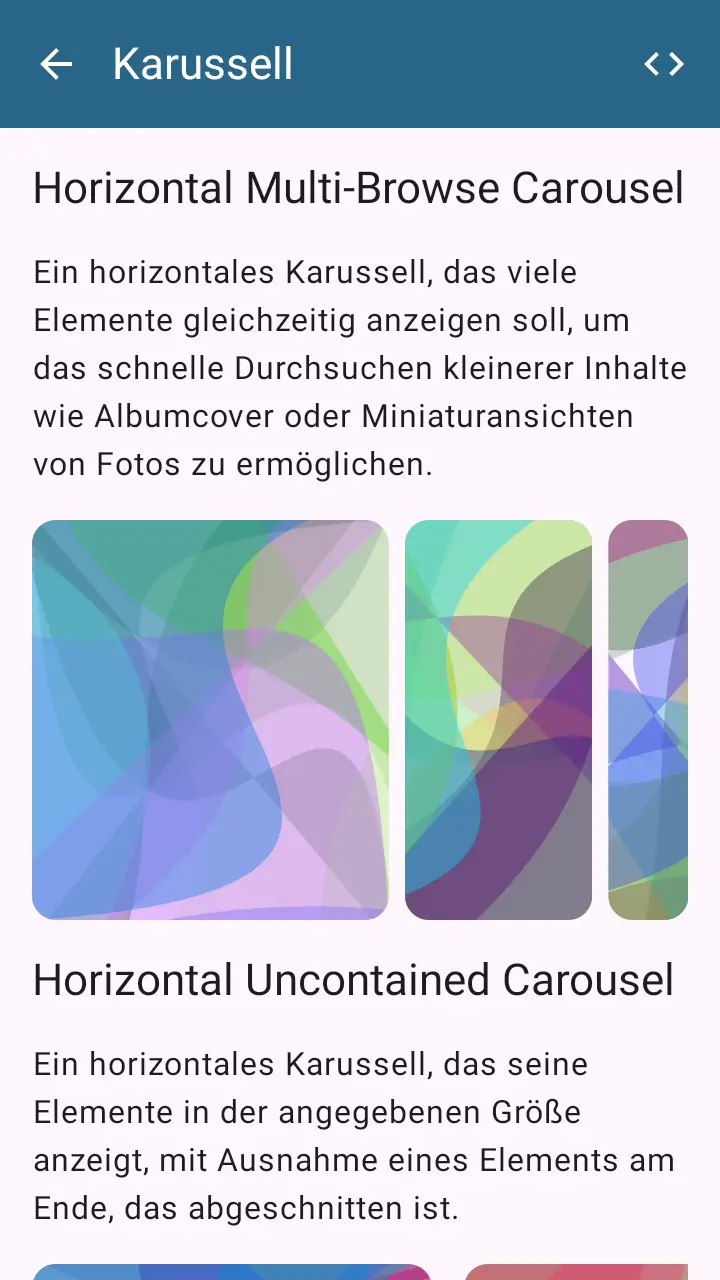 Karussell
Horizontal Multi-Browse Carousel
Ein horizontales Karussell, das viele
Elemente gleichzeitig anzeigen soll, um
das schnelle Durchsuchen kleinerer Inhalte
wie Albumcover oder Miniaturansichten
von Fotos zu ermöglichen.
Horizontal Uncontained Carousel
Ein horizontales Karussell, das seine
Elemente in der angegebenen Größe
anzeigt, mit Ausnahme eines Elements am
Ende, das abgeschnitten ist.